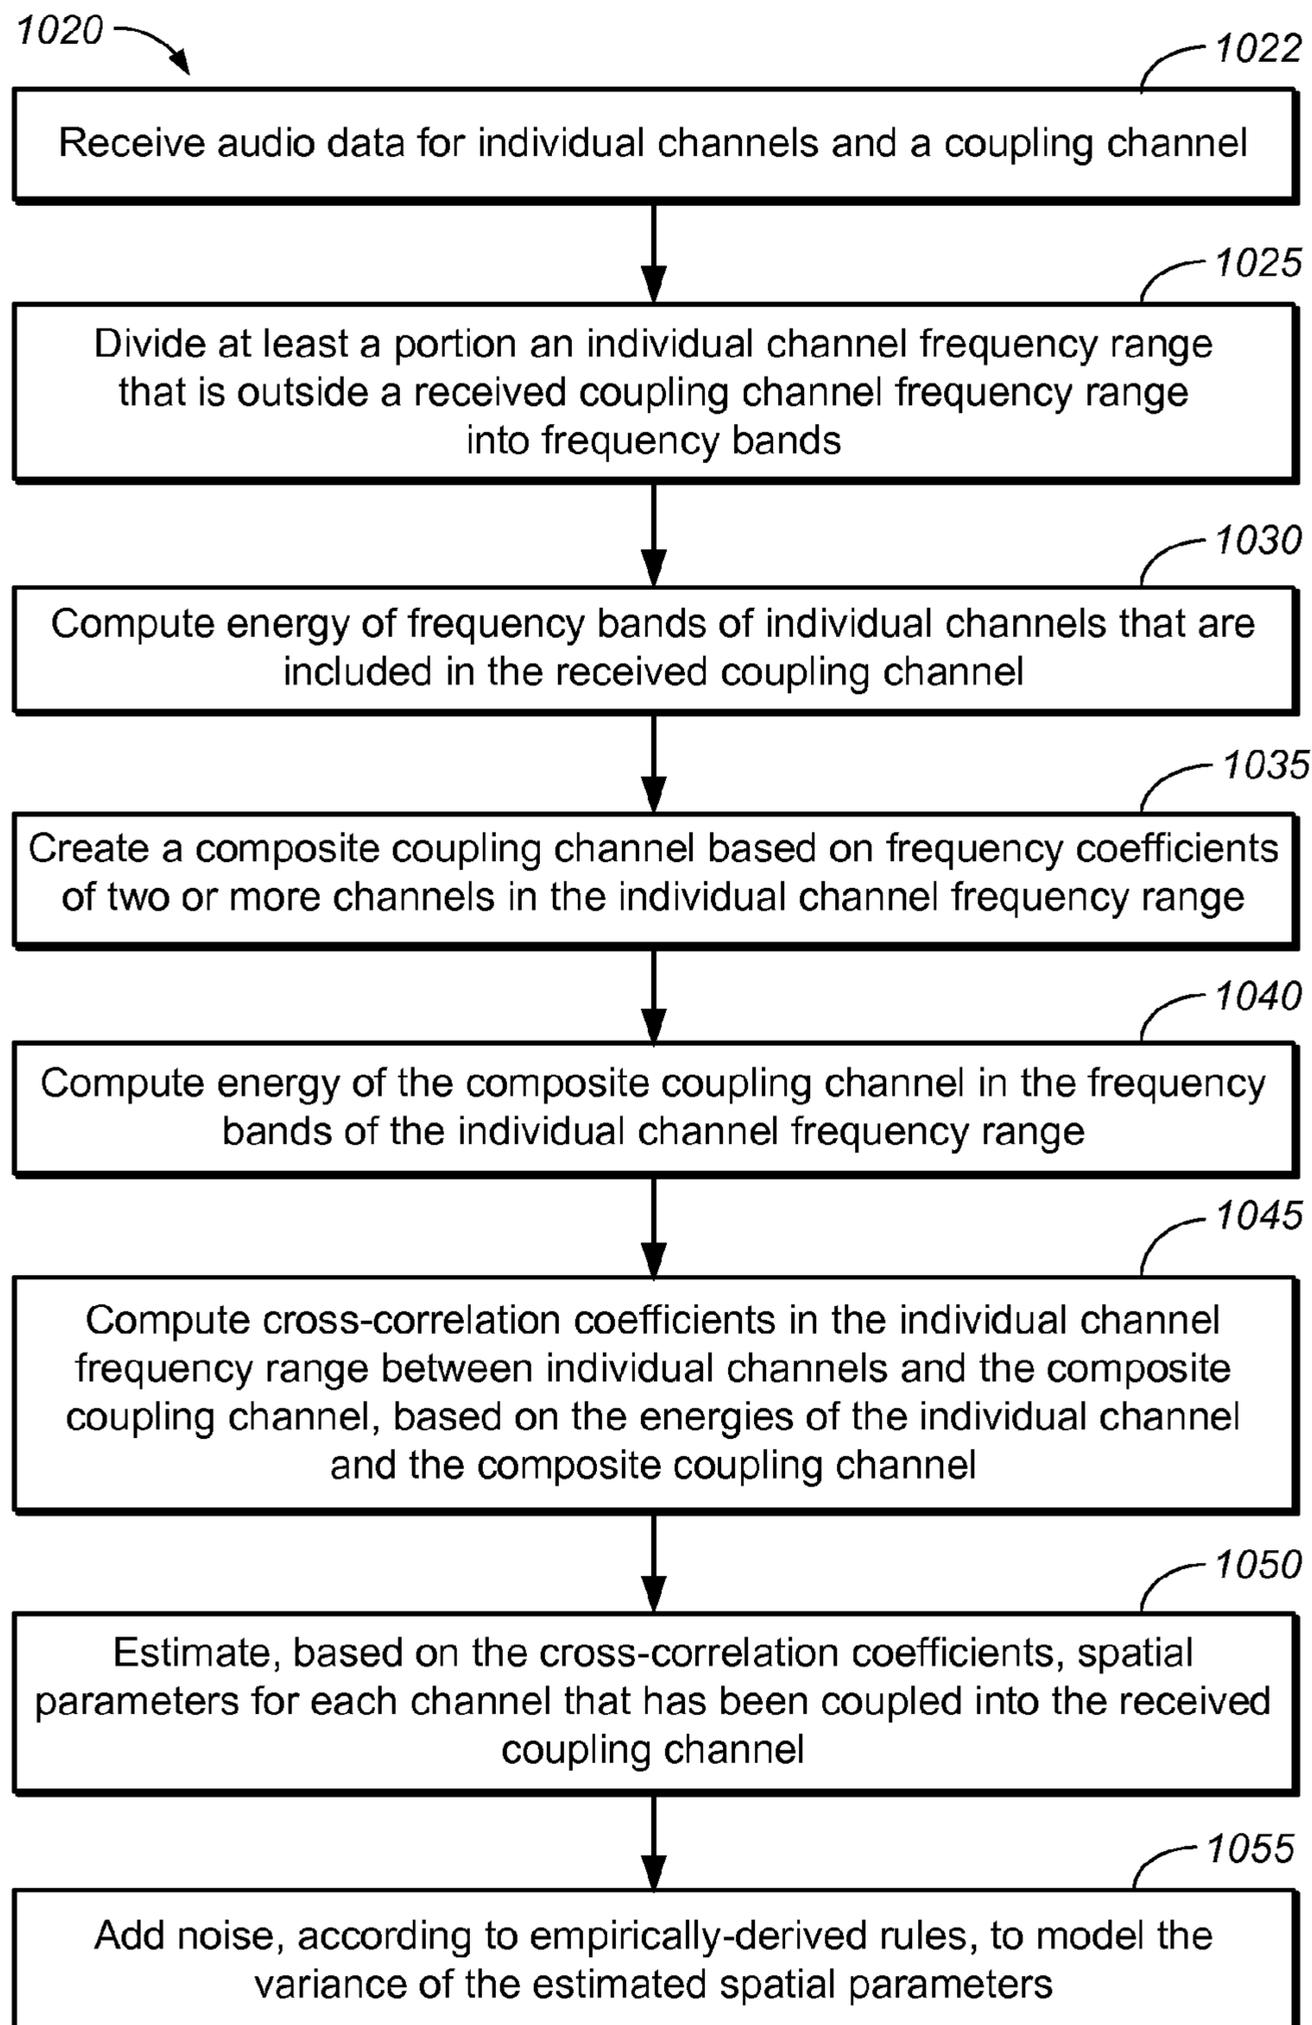 1020
1022
Receive audio data for individual channels and a coupling channel
1025
Divide at least a portion an individual channel frequency range
that is outside a received coupling channel frequency range
into frequency bands
1030
Compute energy of frequency bands of individual channels that are
included in the received coupling channel
1035
Create a composite coupling channel based on frequency coefficients
of two or more channels in the individual channel frequency range
1040
Compute energy of the composite coupling channel in the frequency
bands of the individual channel frequency range
1045
Compute cross-correlation coefficients in the individual channel
frequency range between individual channels and the composite
coupling channel, based on the energies of the individual channel
and the composite coupling channel
1050
Estimate, based on the cross-correlation coefficients, spatial
parameters for each channel that has been coupled into the received
coupling channel
1055
Add noise, according to empirically-derived rules, to model the
variance of the estimated spatial parameters